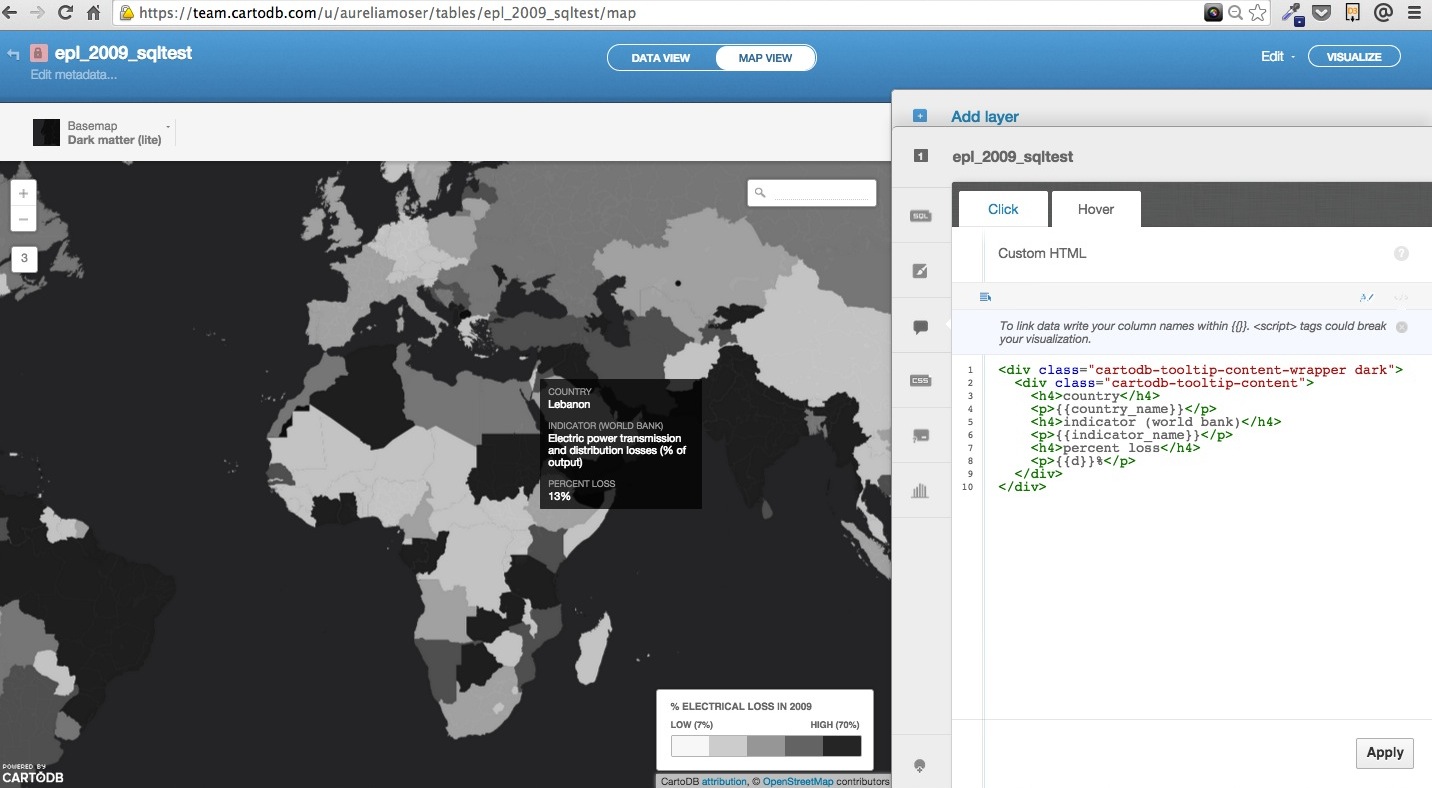 https://team.cartodb.com/u/aureliamoser/tables/epl_2009_sqltest/map
epl_2009_sqltest
Edit metadata...
DATA VIEW
MAP VIEW
Edit
VISUALIZE
Basemap
Dark matter (lite)
+
−
3
COUNTRY
Lebanon
INDICATOR (WORLD BANK)
Electric power transmission
and distribution losses (% of
output)
PERCENT LOSS
13%
% ELECTRICAL LOSS IN 2009
LOW (7%)
HIGH (70%)
POWERED BY
CARTODB
CartoDB attribution, © OpenStreetMap contributors
Add layer
1
epl_2009_sqltest
SQL
CSS
Click
Hover
Custom HTML
?
To link data write your column names within {{}}. <script> tags could break
your visualization.
1 <div class="cartodb-tooltip-content-wrapper dark">
2 <div class="cartodb-tooltip-content">
3 <h4>country</h4>
4 <p>{{country_name}}</p>
5 <h4>indicator (world bank)</h4>
6 <p>{{indicator_name}}</p>
7 <h4>percent loss</h4>
8 <p>{{d}}%</p>
9 </div>
10 </div>
Apply